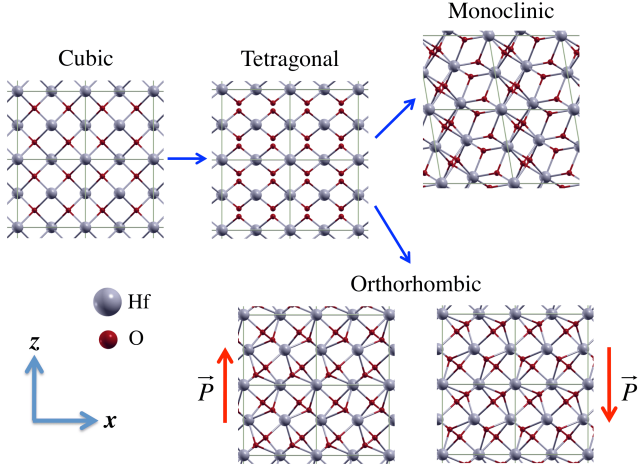 Monoclinic
Cubic
Tetragonal
Orthorhombic
Hf
O
z
x
P
P